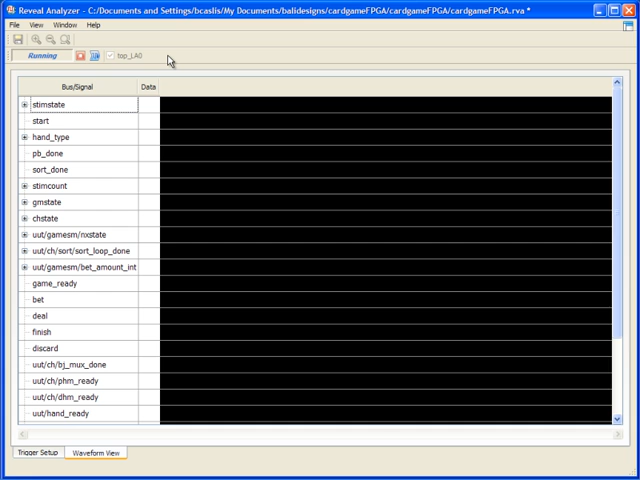 Reveal Analyzer - C:/Documents and Settings/bcaslis/My Documents/balidesigns/cardgameFPGA/cardgameFPGA/cardgameFPGA.rva *
File View Window Help
Running top_LA0
Bus/Signal Data
stimstate
start
hand_type
pb_done
sort_done
stimcount
gmstate
chstate
uut/gamesm/nxstate
uut/ch/sort/sort_loop_done
uut/gamesm/bet_amount_int
game_ready
bet
deal
finish
discard
uut/ch/bj_mux_done
uut/ch/phm_ready
uut/ch/dhm_ready
uut/hand_ready
Trigger Setup Waveform View